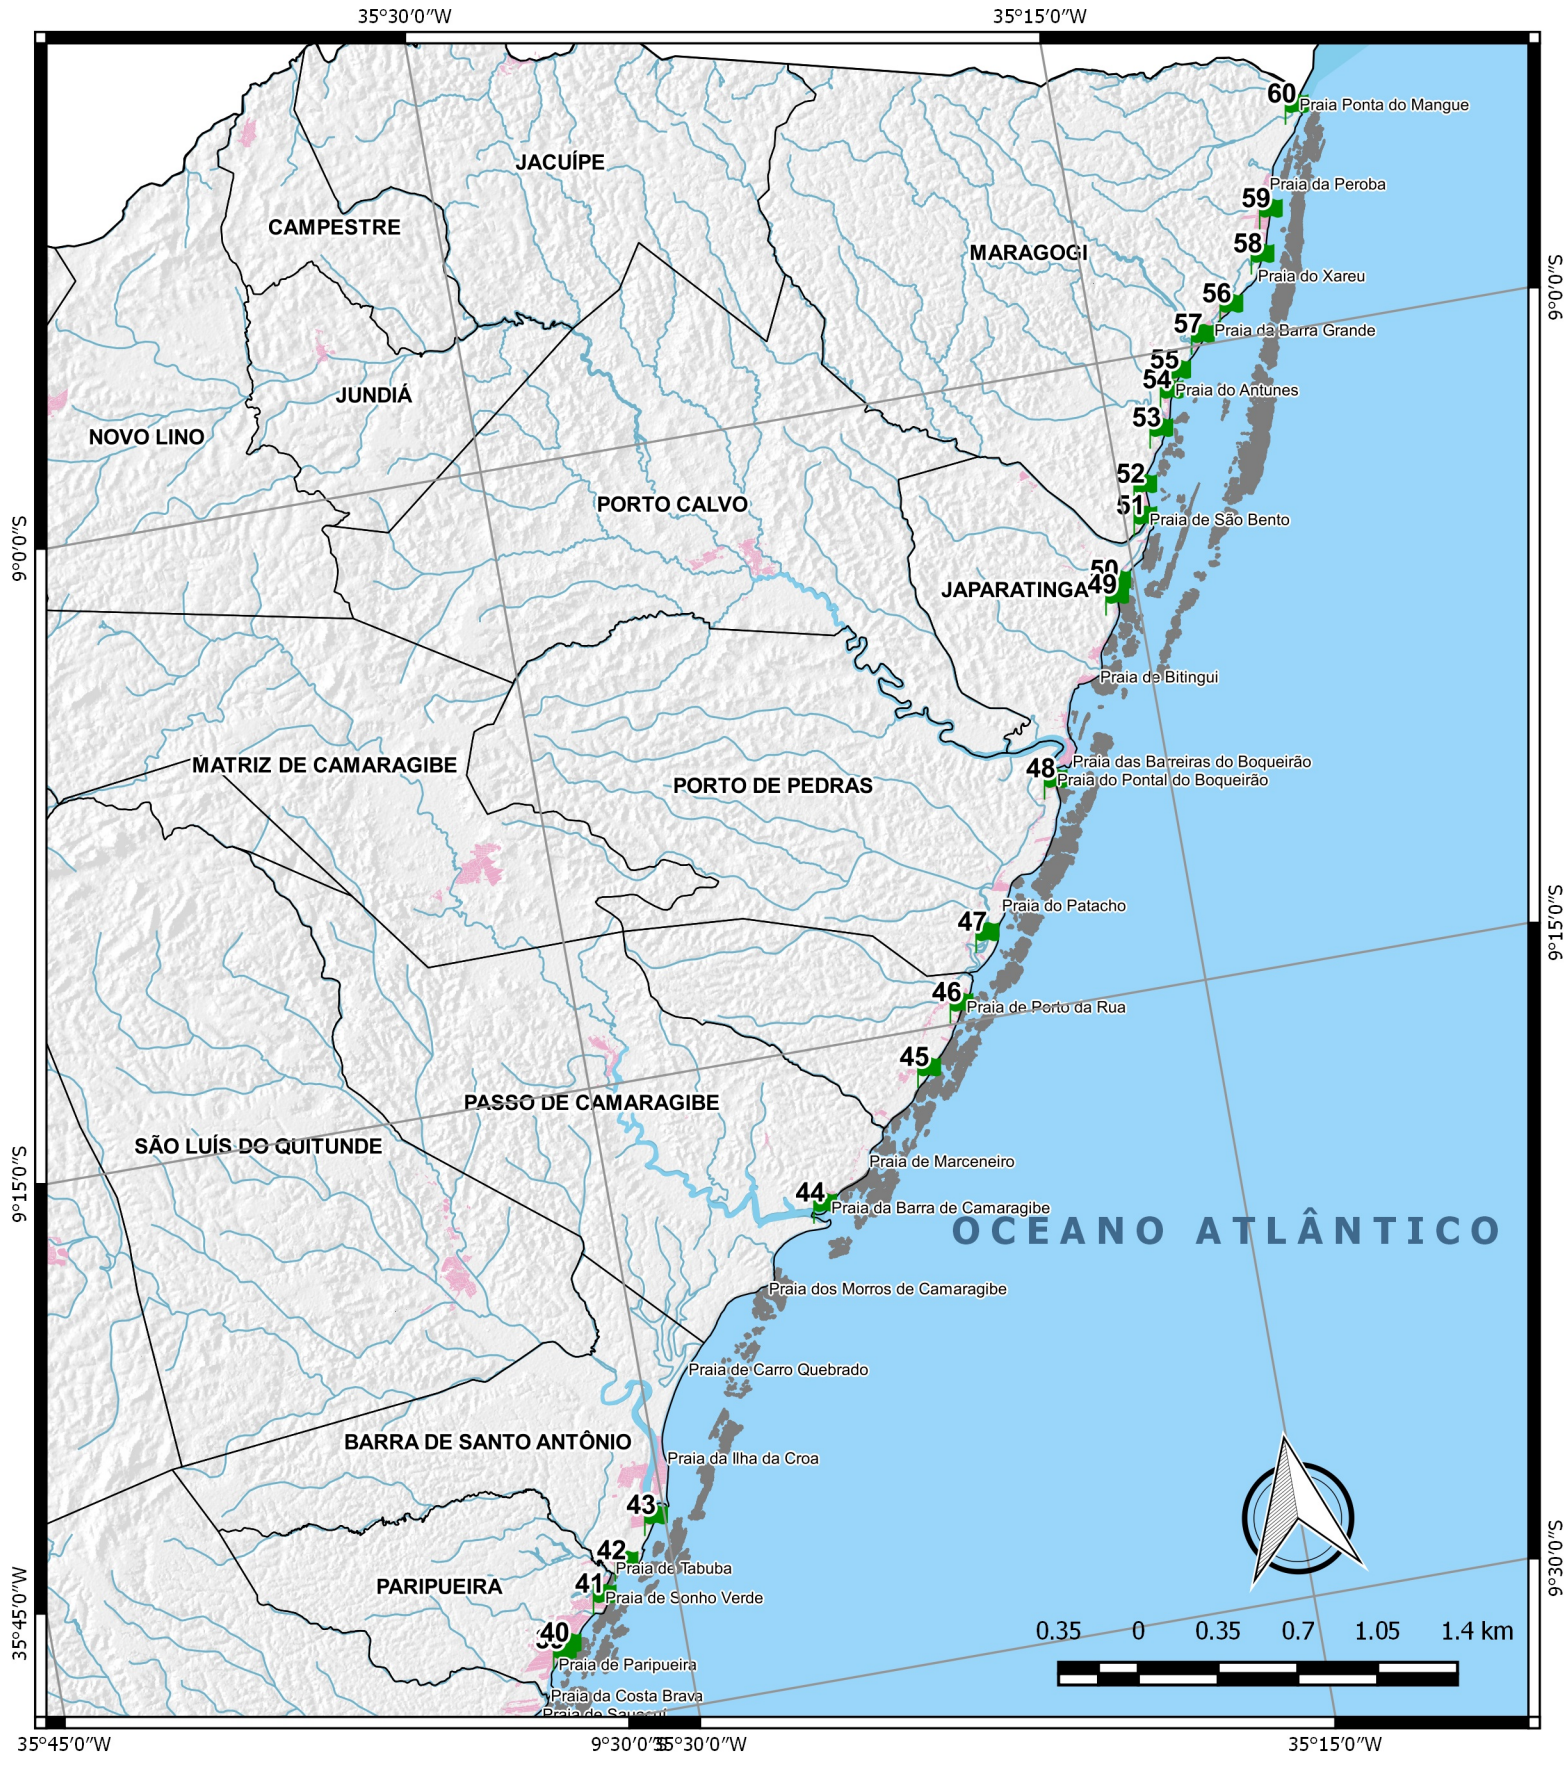 35°30′0″W
35°15′0″W
60
Praia Ponta do Mangue
JACUÍPE
Praia da Peroba
59
CAMPESTRE
58
MARAGOGI
Praia do Xareu
9°0′0″S
56
57
Praia da Barra Grande
55
54
Praia do Antunes
JUNDIÁ
53
NOVO LINO
52
PORTO CALVO
51
Praia de São Bento
9°0′0″S
50
JAPARATINGA
49
Praia de Bitingui
MATRIZ DE CAMARAGIBE
Praia das Barreiras do Boqueirão
48
Praia do Pontal do Boqueirão
PORTO DE PEDRAS
Praia do Patacho
47
9°15′0″S
46
Praia de Porto da Rua
45
PASSO DE CAMARAGIBE
SÃO LUÍS DO QUITUNDE
Praia de Marceneiro
9°15′0″S
44
Praia da Barra de Camaragibe
OCEANO ATLÂNTICO
Praia dos Morros de Camaragibe
Praia de Carro Quebrado
BARRA DE SANTO ANTÔNIO
Praia da Ilha da Croa
43
42
Praia de Tabuba
9°30′0″S
41
PARIPUEIRA
Praia de Sonho Verde
35°45′0″W
40
0.35 0 0.35 0.7 1.05 1.4 km
Praia de Paripueira
Praia da Costa Brava
35°45′0″W
9°30′0″S
35°30′0″W
35°15′0″W